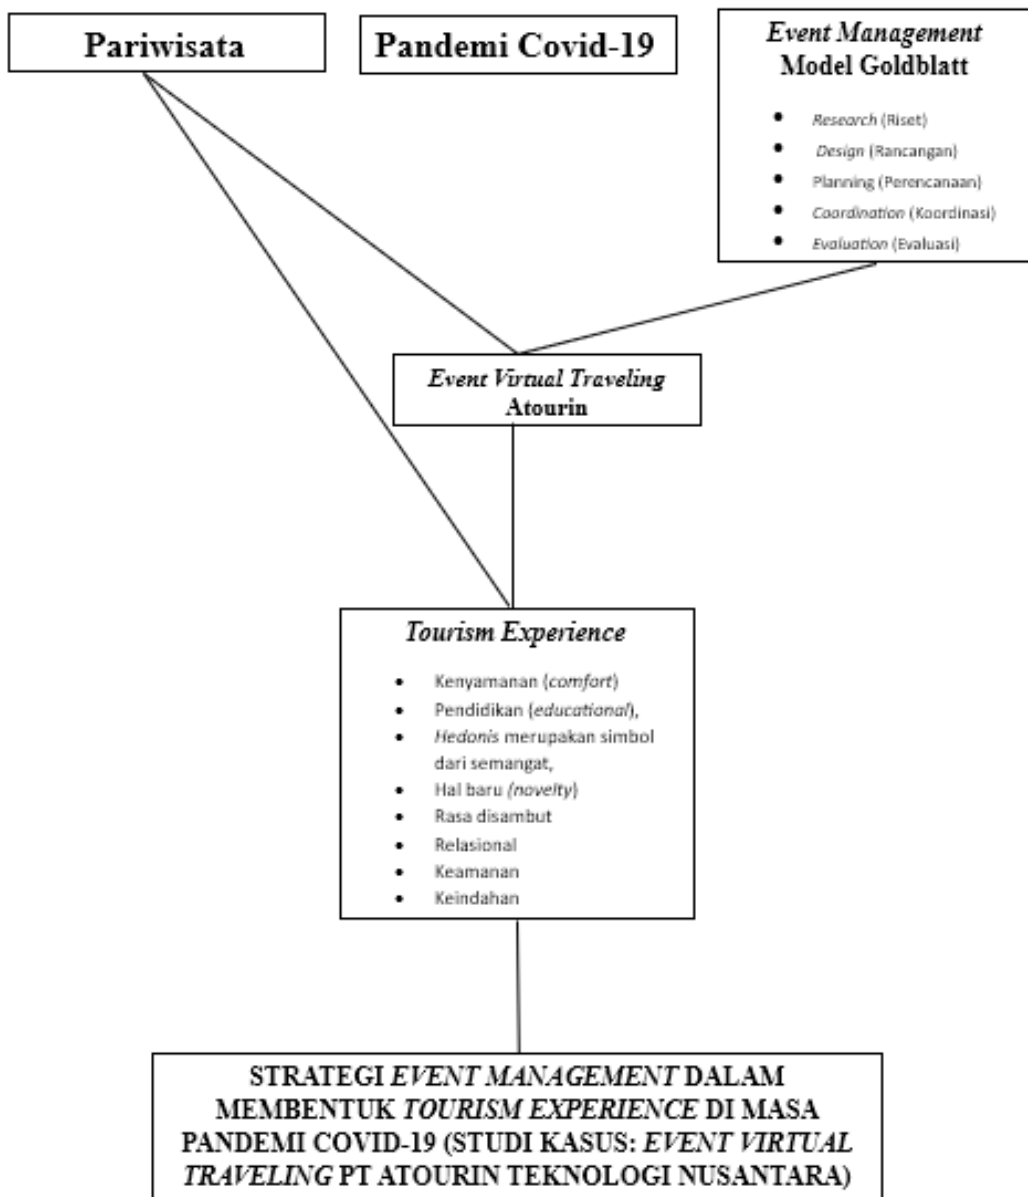 Pariwisata
Pandemi Covid-19
Event Management
Model Goldblatt
• Research (Riset)
• Design (Rancangan)
• Planning (Perencanaan)
• Coordination (Koordinasi)
• Evaluation (Evaluasi)
Event Virtual Traveling
Atourin
Tourism Experience
• Kenyamanan (comfort)
• Pendidikan (educational),
• Hedonis merupakan simbol
dari semangat,
• Hal baru (novelty)
• Rasa disambut
• Relasional
• Keamanan
• Keindahan
STRATEGI EVENT MANAGEMENT DALAM
MEMBENTUK TOURISM EXPERIENCE DI MASA
PANDEMI COVID-19 (STUDI KASUS: EVENT VIRTUAL
TRAVELING PT ATOURIN TEKNOLOGI NUSANTARA)